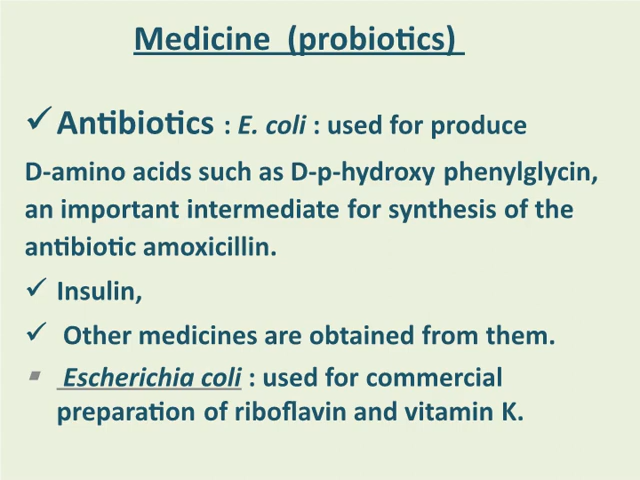 Medicine (probiotics)
✓ Antibiotics : E. coli : used for produce
D-amino acids such as D-p-hydroxy phenylglycin,
an important intermediate for synthesis of the
antibiotic amoxicillin.
✓ Insulin,
✓ Other medicines are obtained from them.
▪ Escherichia coli : used for commercial
preparation of riboflavin and vitamin K.